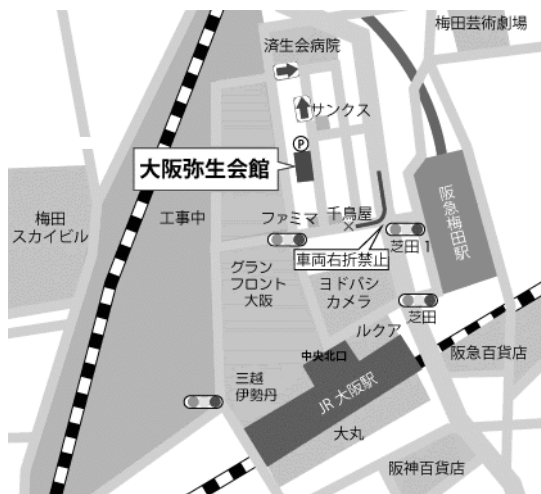 梅田芸術劇場
済生会病院
サンクス
P
大阪弥生会館
梅田
スカイビル
工事中
ファミマ
千鳥屋
阪急梅田駅
芝田1
車両右折禁止
グラン
フロント
大阪
ヨドバシ
カメラ
芝田
ルクア
中央北口
阪急百貨店
三越
伊勢丹
JR大阪駅
大丸
阪神百貨店